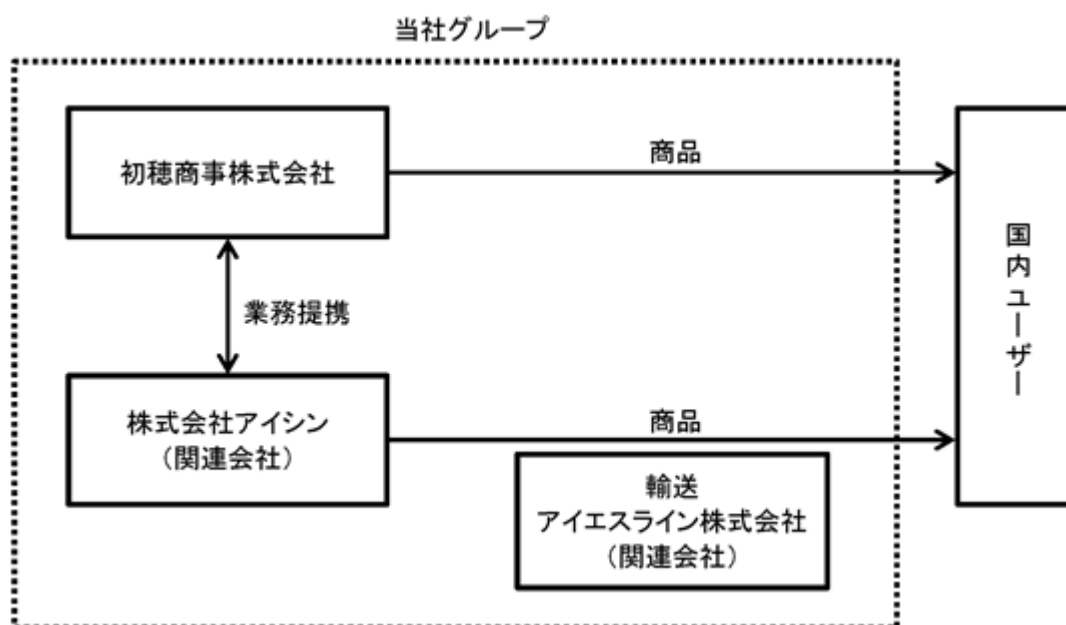 当社グループ
初穂商事株式会社
商品
業務提携
国内ユーザー
株式会社アイシン
（関連会社）
商品
輸送
アイエスライン株式会社
（関連会社）